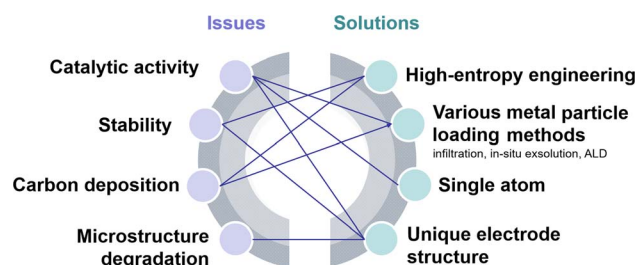 Issues
Solutions
Catalytic activity
High-entropy engineering
Stability
Various metal particle
loading methods
infiltration, in-situ exsolution, ALD
Carbon deposition
Single atom
Microstructure
degradation
Unique electrode
structure